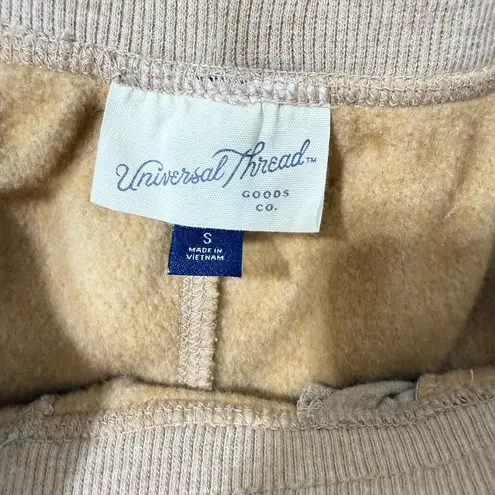 Universal Thread™
GOODS
CO.
S
MADE IN
VIETNAM